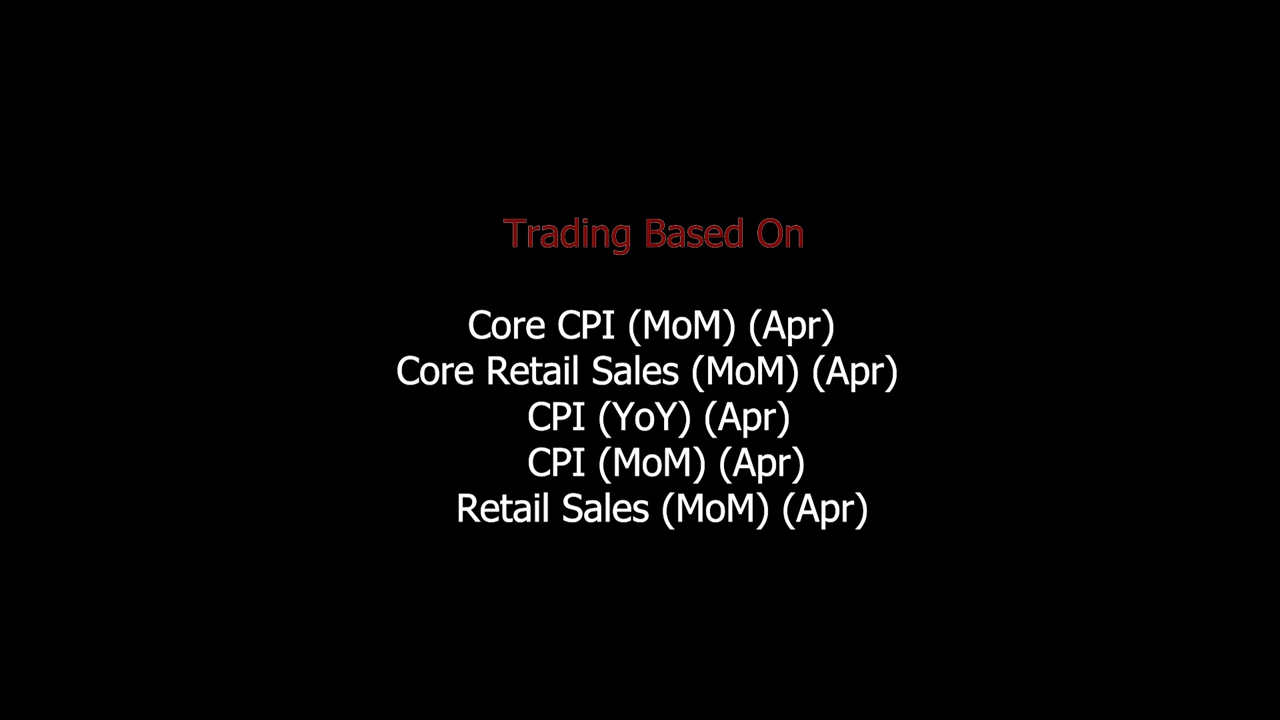 Trading Based On
Core CPI (MoM) (Apr)
Core Retail Sales (MoM) (Apr)
CPI (YoY) (Apr)
CPI (MoM) (Apr)
Retail Sales (MoM) (Apr)